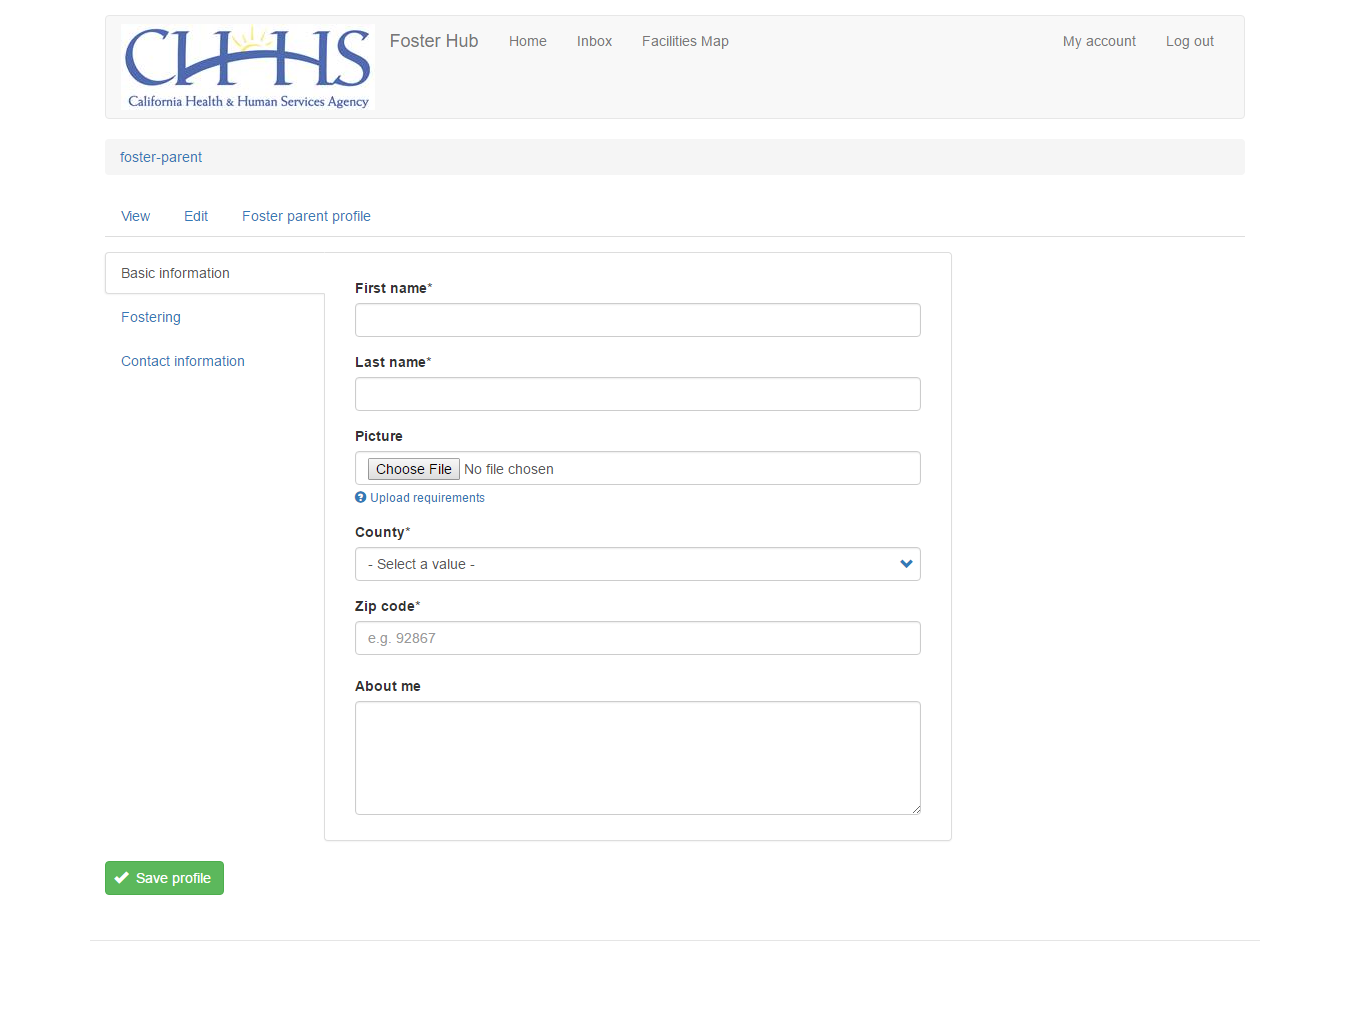 CHHS
California Health & Human Services Agency
Foster Hub Home Inbox Facilities Map My account Log out
foster-parent
View Edit Foster parent profile
Basic information
Fostering
Contact information
First name*
Last name*
Picture
Choose File No file chosen
Upload requirements
County*
- Select a value -
Zip code*
e.g. 92867
About me
Save profile